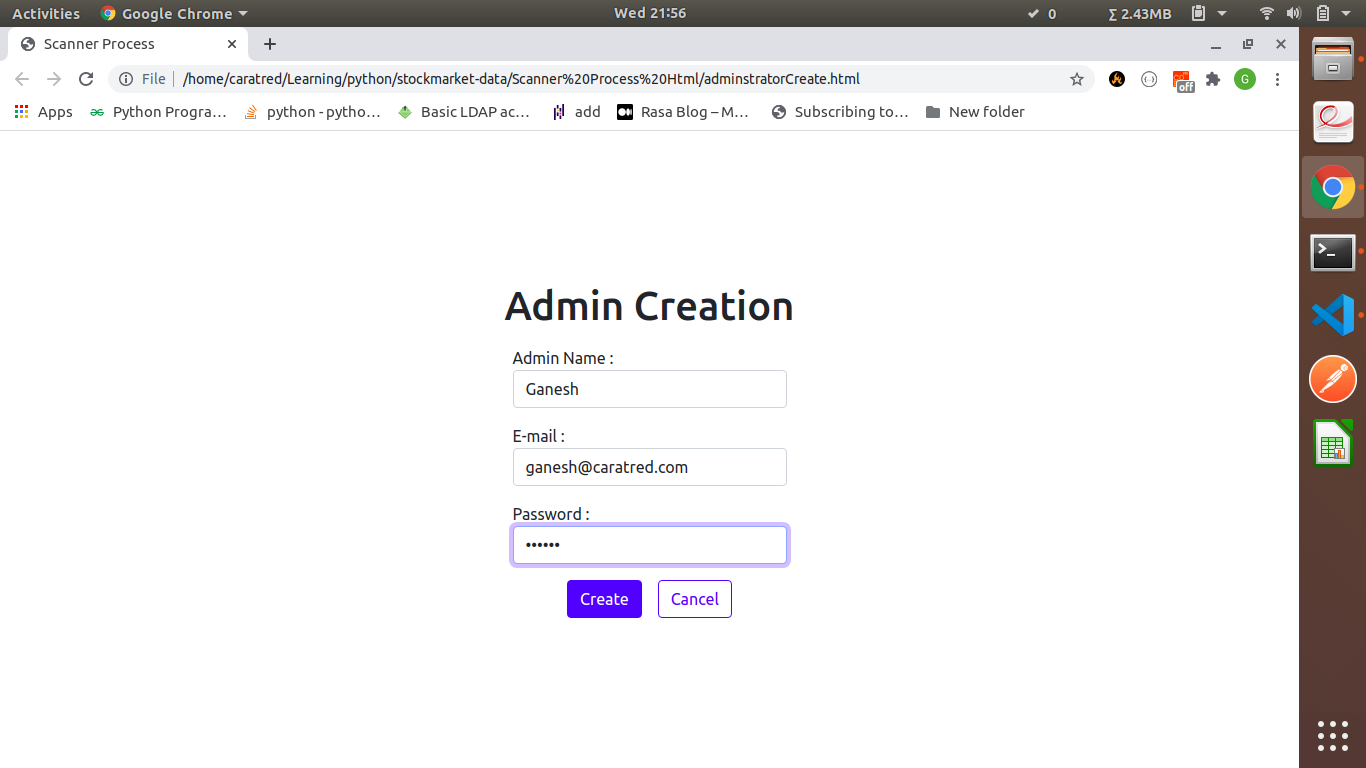 Activities Google Chrome Wed 21:56 0 ∑ 2.43MB
Scanner Process
File /home/caratred/Learning/python/stockmarket-data/Scanner%20Process%20Html/adminstratorCreate.html off G
Apps Python Progra... python - pytho... Basic LDAP ac... add Rasa Blog – M... Subscribing to... New folder
Admin Creation
Admin Name :
Ganesh
E-mail :
ganesh@caratred.com
Password :
••••••
Create Cancel